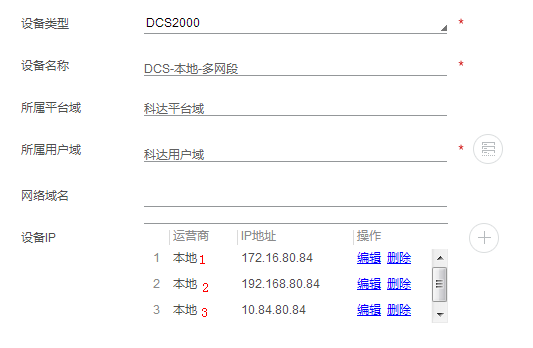 设备类型 DCS2000 *
设备名称 DCS-本地-多网段 *
所属平台域 科达平台域
所属用户域 科达用户域 *
网络域名
设备IP 运营商 IP地址 操作
1 本地 1 172.16.80.84 编辑 删除
2 本地 2 192.168.80.84 编辑 删除
3 本地 3 10.84.80.84 编辑 删除